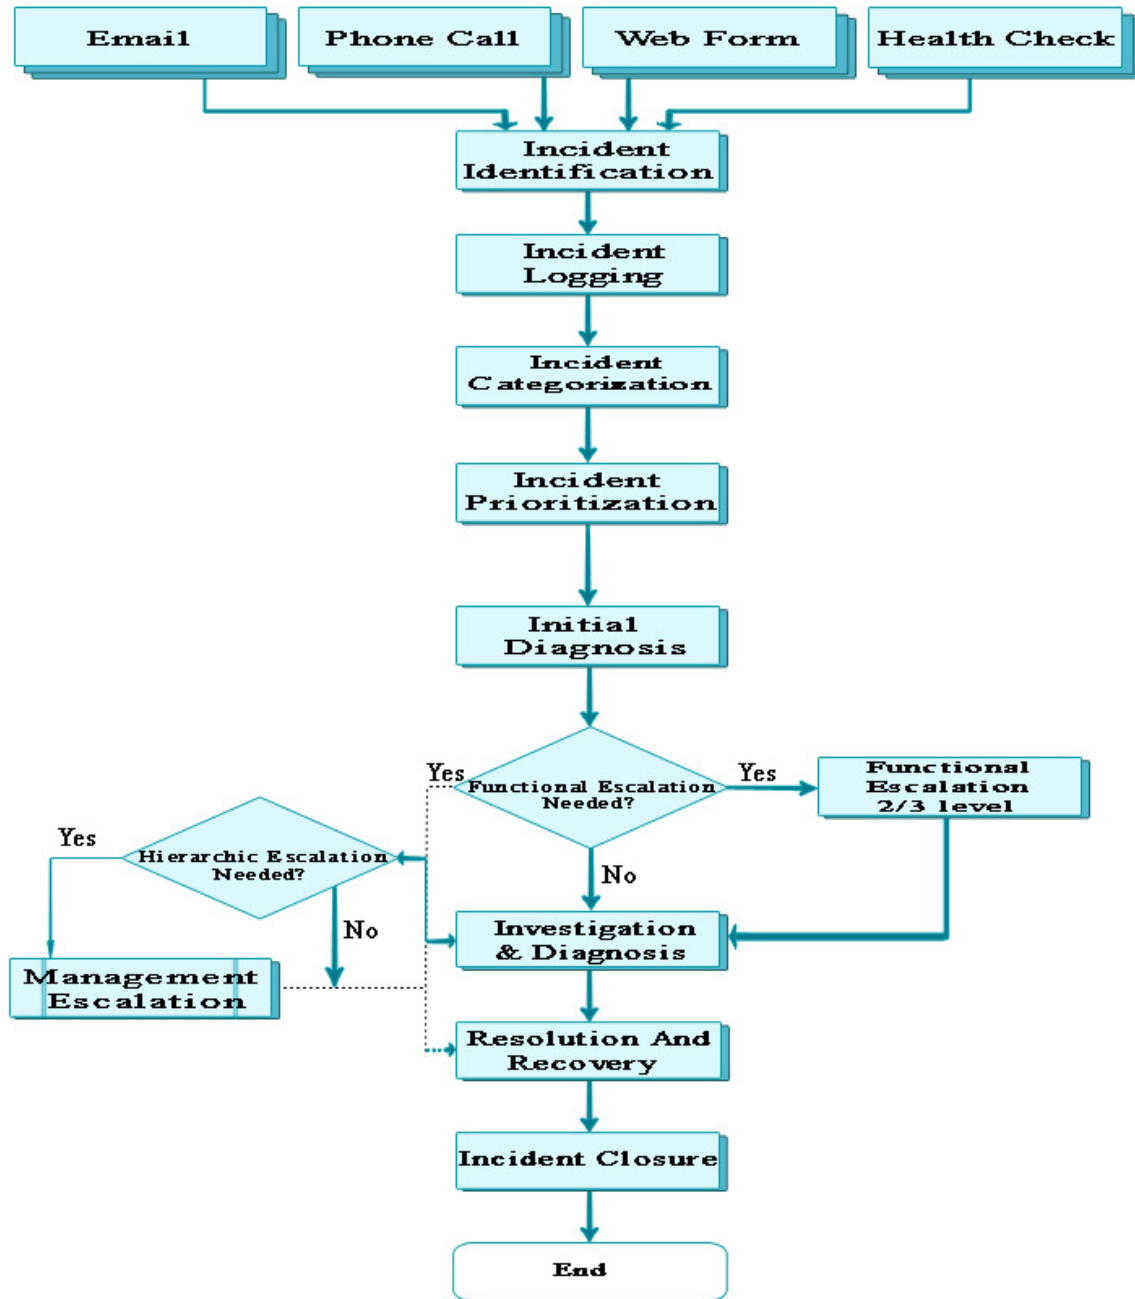 Email
Phone Call
Web Form
Health Check
Incident
Identification
Incident
Logging
Incident
Categorization
Incident
Prioritization
Initial
Diagnosis
Yes
Functional Escalation
Needed?
Yes
Functional
Escalation
2/3 level
Yes
Hierarchic Escalation
Needed?
No
No
Investigation
& Diagnosis
Management
Escalation
Resolution And
Recovery
Incident Closure
End